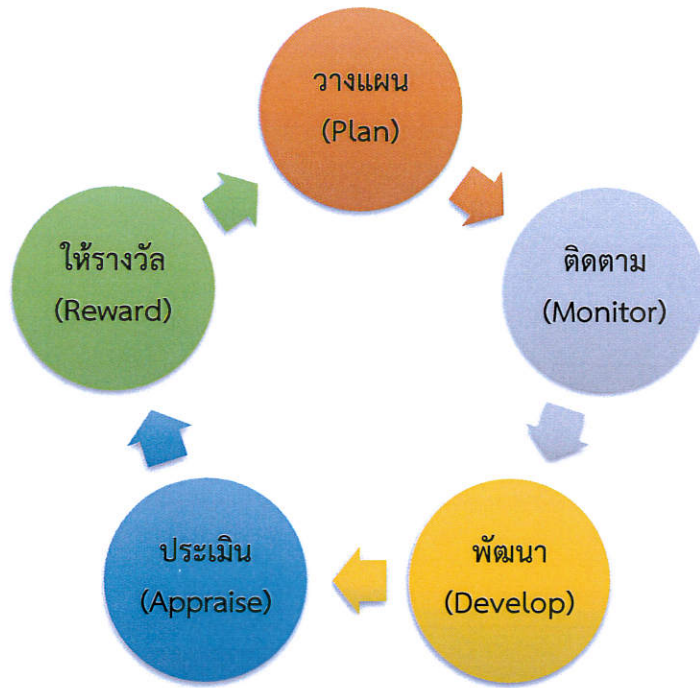 วางแผน
(Plan)
ติดตาม
(Monitor)
พัฒนา
(Develop)
ประเมิน
(Appraise)
ให้รางวัล
(Reward)